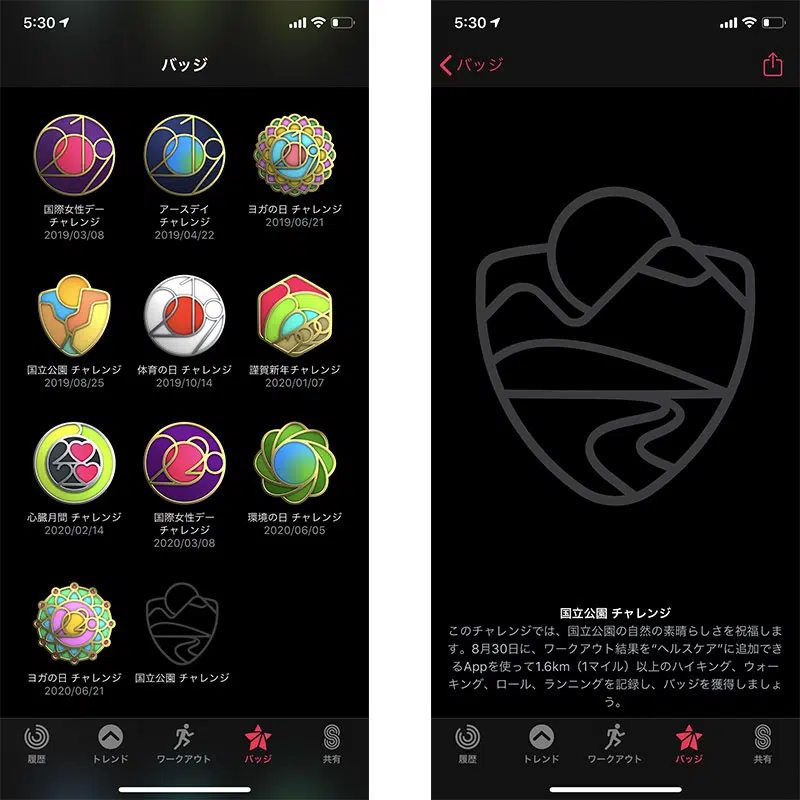 5:30
バッジ
国際女性デー
チャレンジ
2019/03/08
アースデイ
チャレンジ
2019/04/22
ヨガの日 チャレンジ
2019/06/21
国立公園 チャレンジ
2019/08/25
体育の日 チャレンジ
2019/10/14
謹賀新年チャレンジ
2020/01/07
心臓月間 チャレンジ
2020/02/14
国際女性デー
チャレンジ
2020/03/08
環境の日 チャレンジ
2020/06/05
ヨガの日 チャレンジ
2020/06/21
国立公園 チャレンジ
履歴
トレンド
ワークアウト
バッジ
共有
5:30
バッジ
国立公園 チャレンジ
このチャレンジでは、国立公園の自然の素晴らしさを祝福しま
す。8月30日に、ワークアウト結果を“ヘルスケア”に追加でき
るAppを使って1.6km（1マイル）以上のハイキング、ウォー
キング、ロール、ランニングを記録し、バッジを獲得しましょ
う。
履歴
トレンド
ワークアウト
バッジ
共有